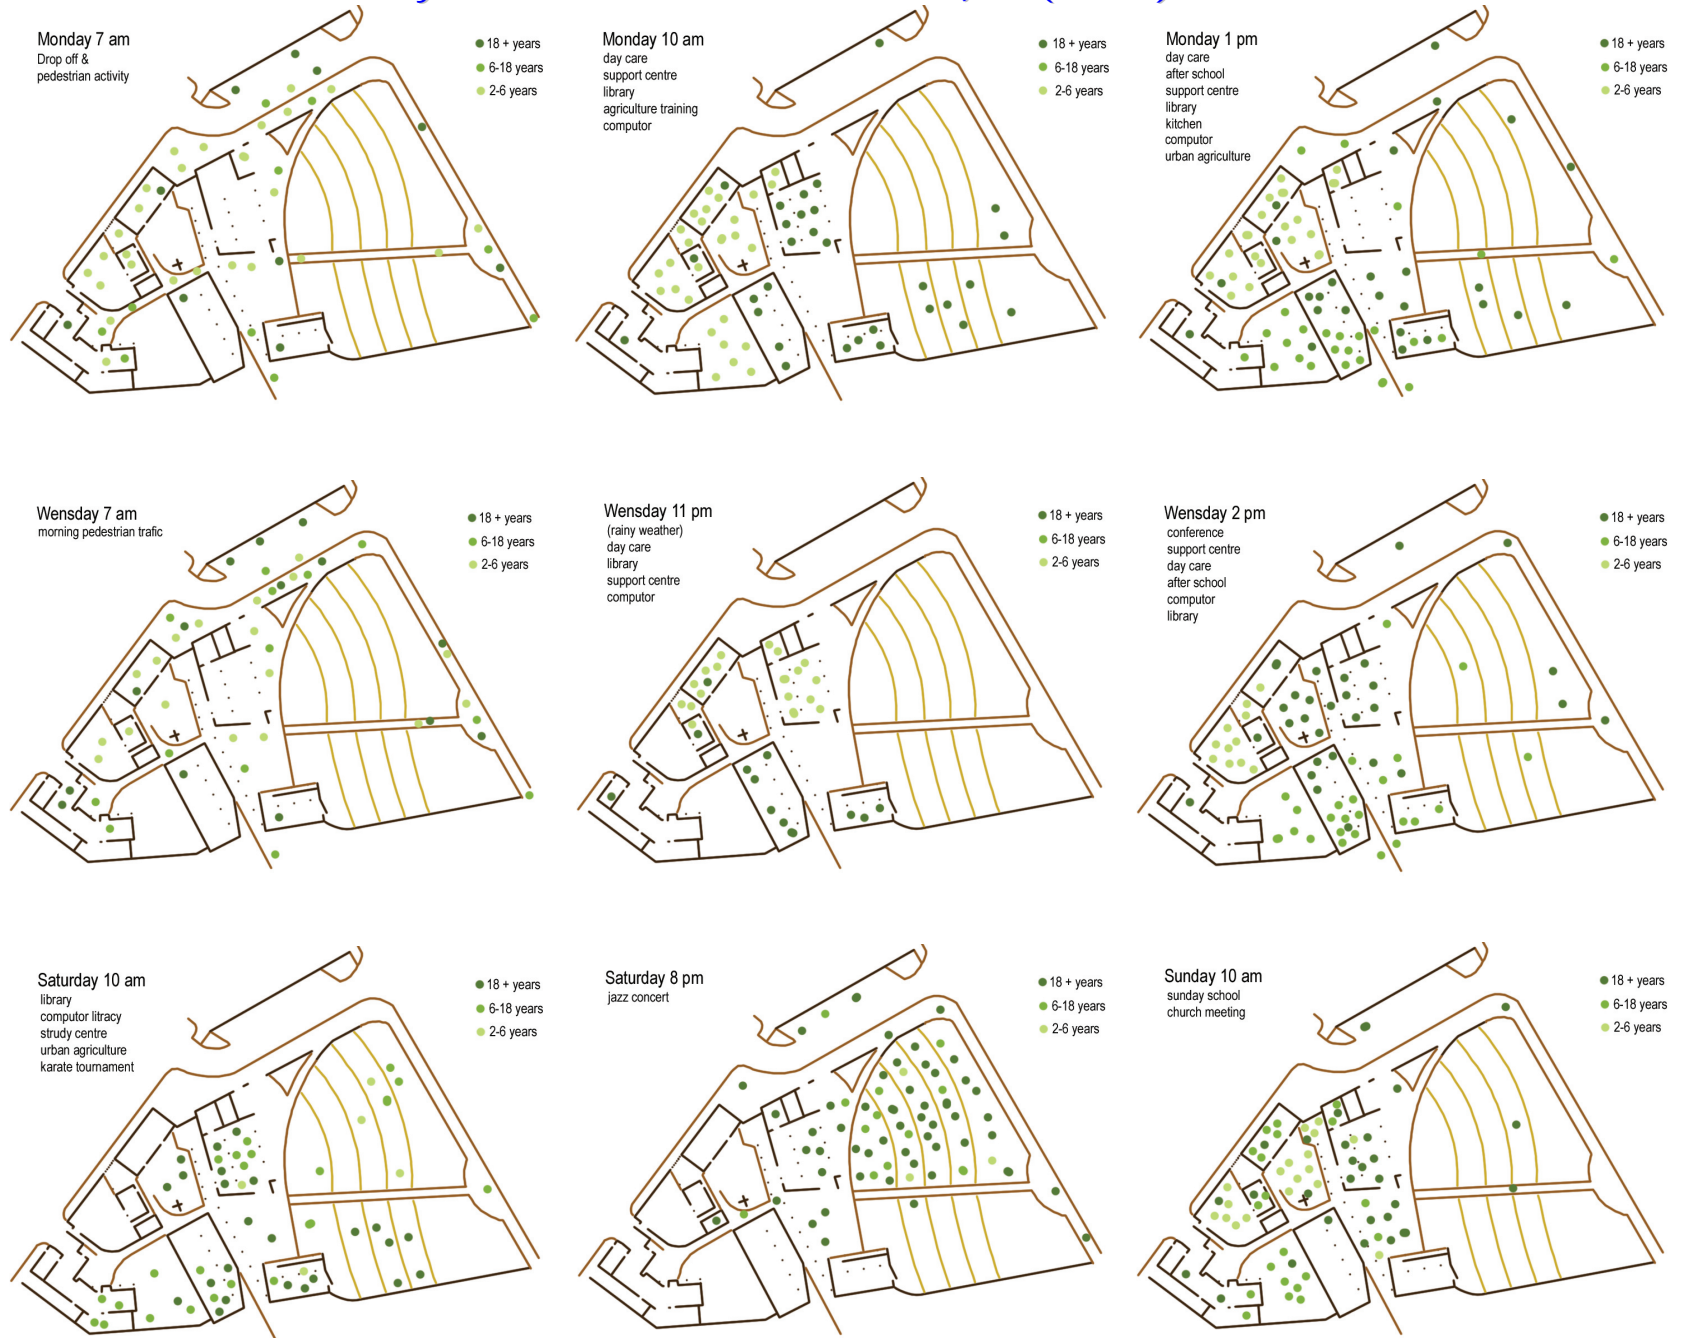 Monday 7 am
Drop off &
pedestrian activity
18 + years
6-18 years
2-6 years
Monday 10 am
day care
support centre
library
agriculture training
computor
18 + years
6-18 years
2-6 years
Monday 1 pm
day care
after school
support centre
library
kitchen
computor
urban agriculture
18 + years
6-18 years
2-6 years
Wensday 7 am
morning pedestrian trafic
18 + years
6-18 years
2-6 years
Wensday 11 pm
(rainy weather)
day care
library
support centre
computor
18 + years
6-18 years
2-6 years
Wensday 2 pm
conference
support centre
day care
after school
computor
library
18 + years
6-18 years
2-6 years
Saturday 10 am
library
computor litracy
strudy centre
urban agriculture
karate tournament
18 + years
6-18 years
2-6 years
Saturday 8 pm
jazz concert
18 + years
6-18 years
2-6 years
Sunday 10 am
sunday school
church meeting
18 + years
6-18 years
2-6 years